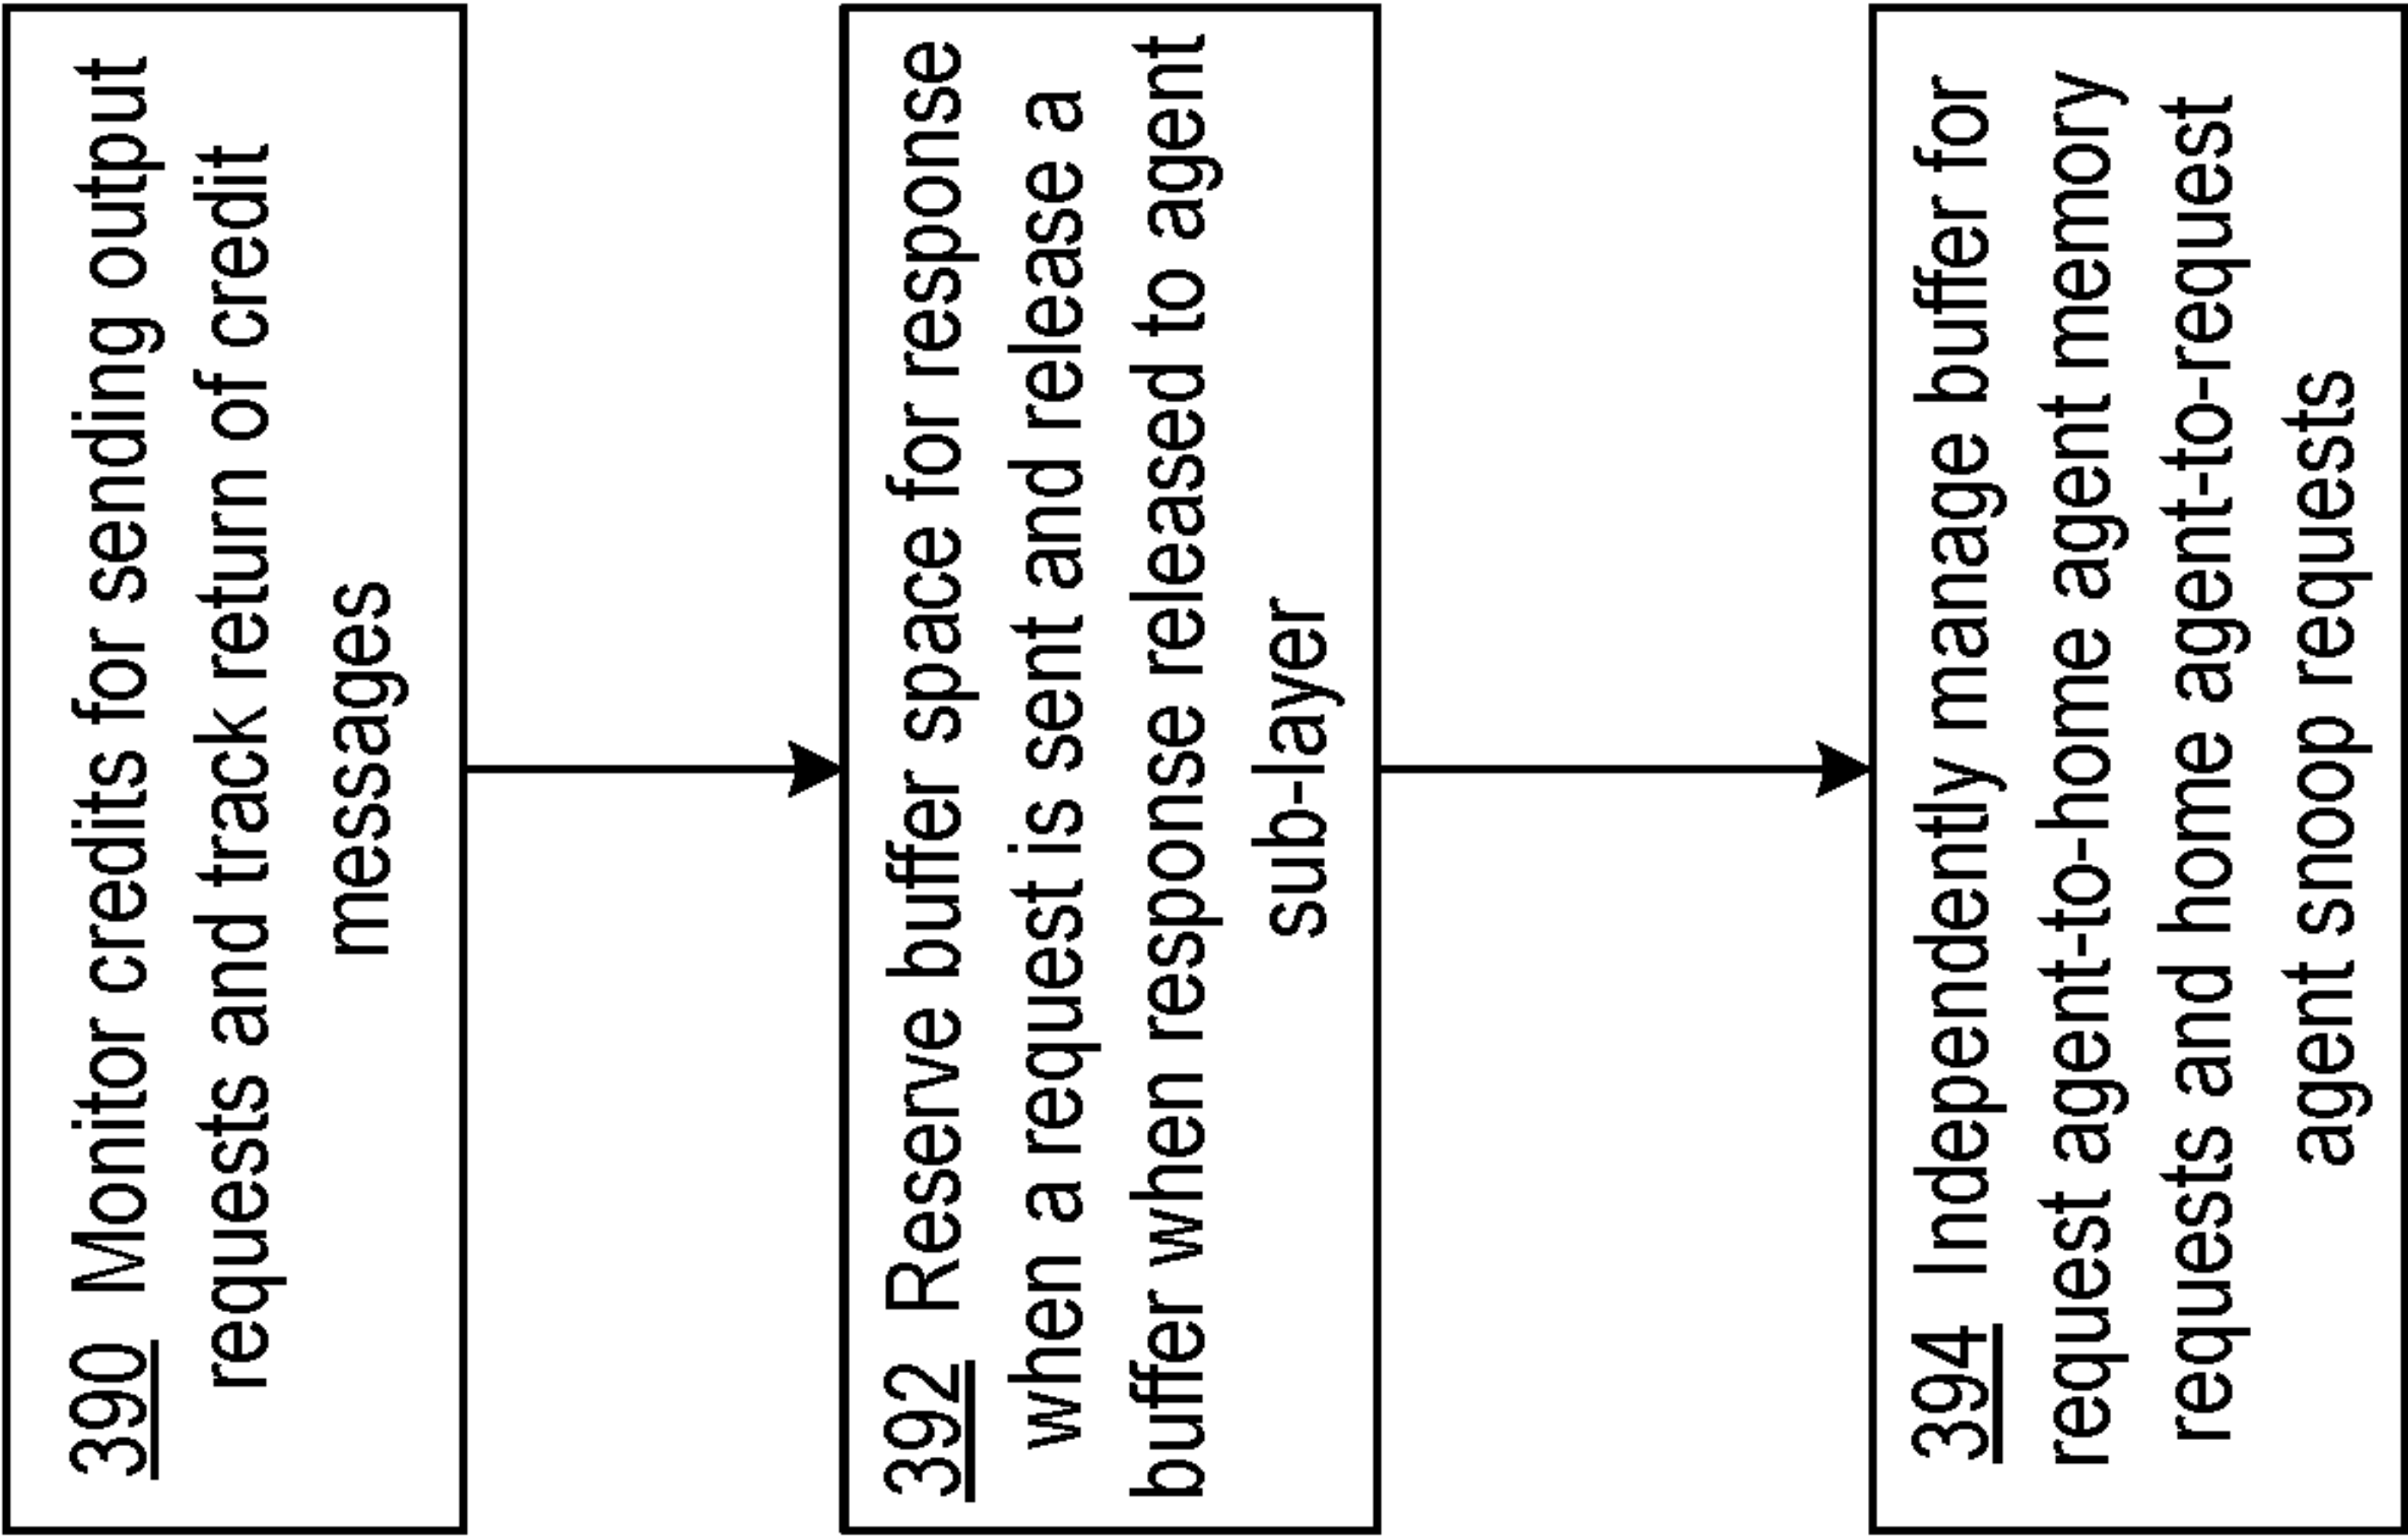 390 Monitor credits for sending output
requests and track return of credit
messages
392 Reserve buffer space for response
when a request is sent and release a
buffer when response released to agent
sub-layer
394 Independently manage buffer for
request agent-to-home agent memory
requests and home agent-to-request
agent snoop requests